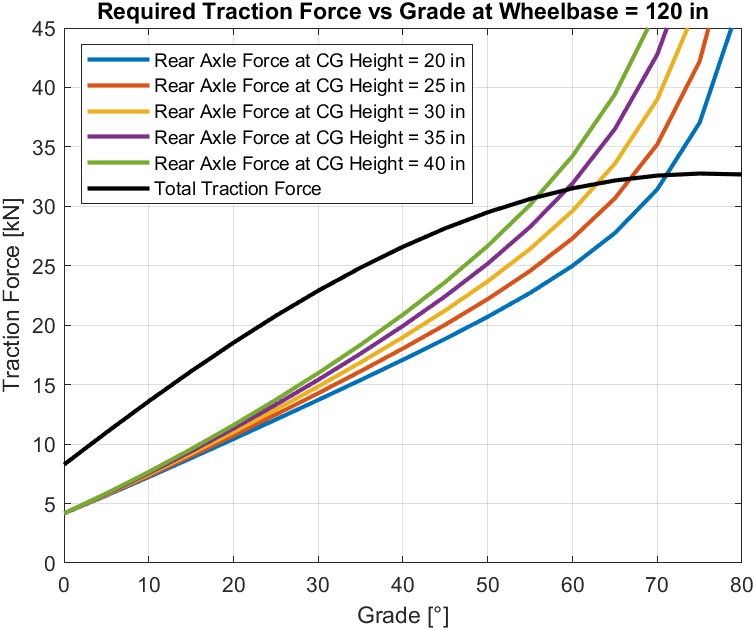 Required Traction Force vs Grade at Wheelbase = 120 in
45
40
35
30
25
20
15
10
5
0
Traction Force [kN]
Rear Axle Force at CG Height = 20 in
Rear Axle Force at CG Height = 25 in
Rear Axle Force at CG Height = 30 in
Rear Axle Force at CG Height = 35 in
Rear Axle Force at CG Height = 40 in
Total Traction Force
0 10 20 30 40 50 60 70 80
Grade [°]